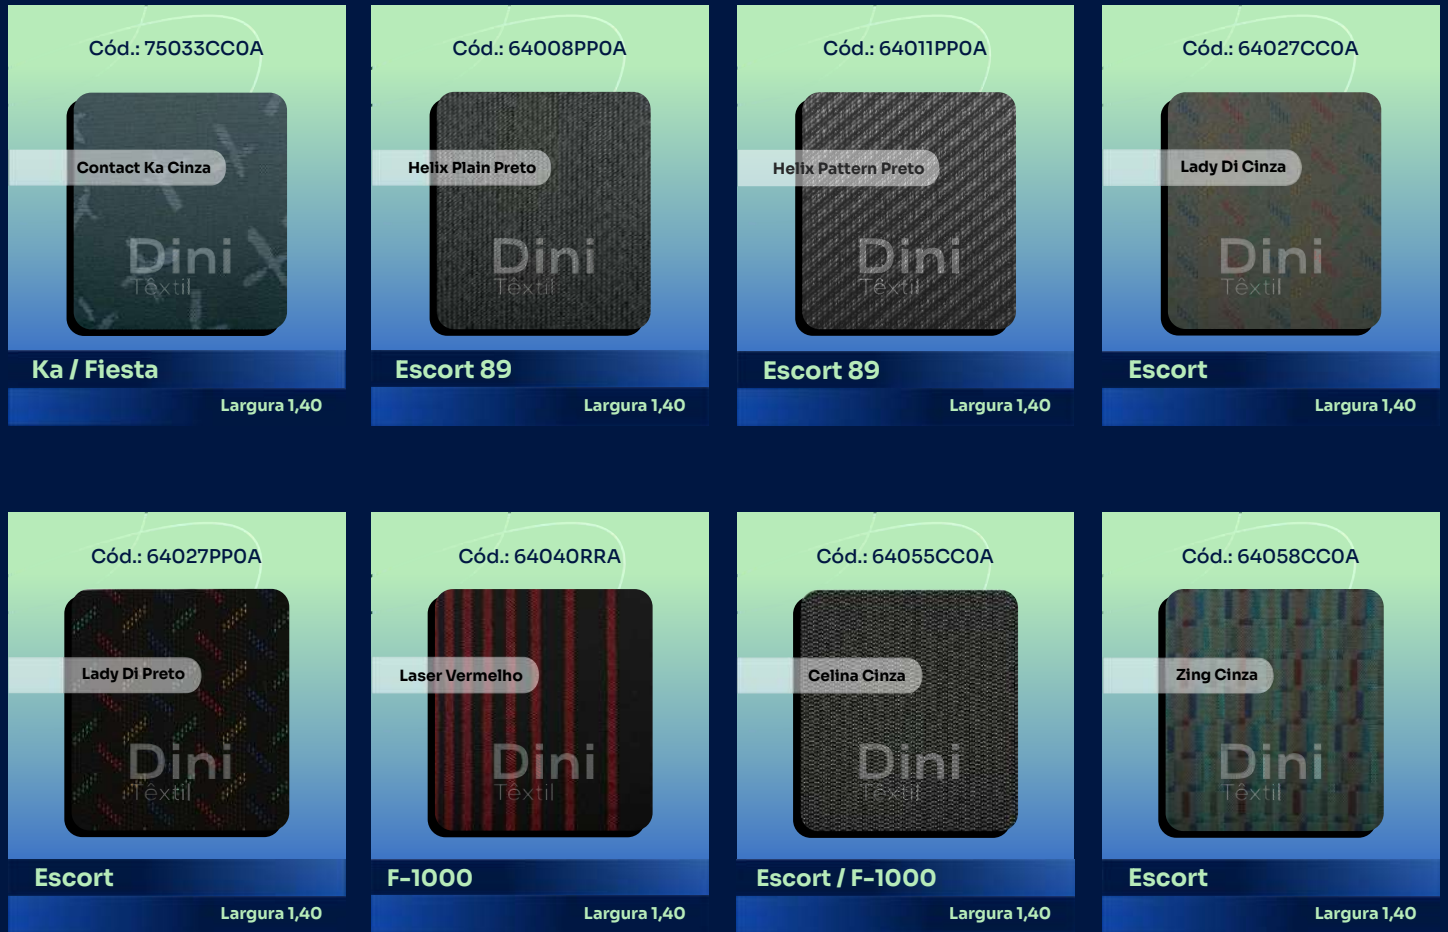 Cód.: 75033CC0A
Contact Ka Cinza
Dini
Têxtil
Ka / Fiesta
Largura 1,40
Cód.: 64008PP0A
Helix Plain Preto
Dini
Têxtil
Escort 89
Largura 1,40
Cód.: 64011PP0A
Helix Pattern Preto
Dini
Têxtil
Escort 89
Largura 1,40
Cód.: 64027CC0A
Lady Di Cinza
Dini
Têxtil
Escort
Largura 1,40
Cód.: 64027PP0A
Lady Di Preto
Dini
Têxtil
Escort
Largura 1,40
Cód.: 64040RRA
Laser Vermelho
Dini
Têxtil
F-1000
Largura 1,40
Cód.: 64055CC0A
Celina Cinza
Dini
Têxtil
Escort / F-1000
Largura 1,40
Cód.: 64058CC0A
Zing Cinza
Dini
Têxtil
Escort
Largura 1,40